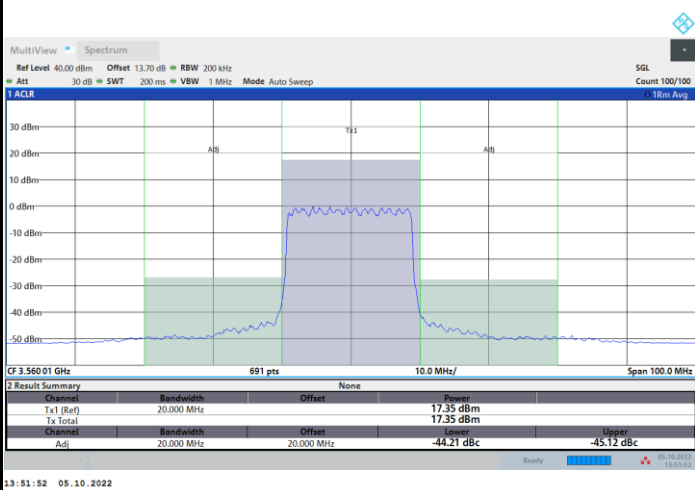 MultiView Spectrum
Ref Level 40.00 dBm Offset 13.70 dB RBW 200 kHz SGL
Att 30 dB SWT 200 ms VBW 1 MHz Mode Auto Sweep Count 100/100
1 ACLR 1Rm Avg
30 dBm
Tx1
20 dBm
Adj Adj
10 dBm
0 dBm
-10 dBm
-20 dBm
-30 dBm
-40 dBm
-50 dBm
CF 3.560 01 GHz 691 pts 10.0 MHz/ Span 100.0 MHz
2 Result Summary None
Channel Bandwidth Offset Power
Tx1 (Ref) 20.000 MHz 17.35 dBm
Tx Total 17.35 dBm
Channel Bandwidth Offset Lower Upper
Adj 20.000 MHz 20.000 MHz -44.21 dBc -45.12 dBc
Ready 05.10.2022
13:51:52
13:51:52 05.10.2022